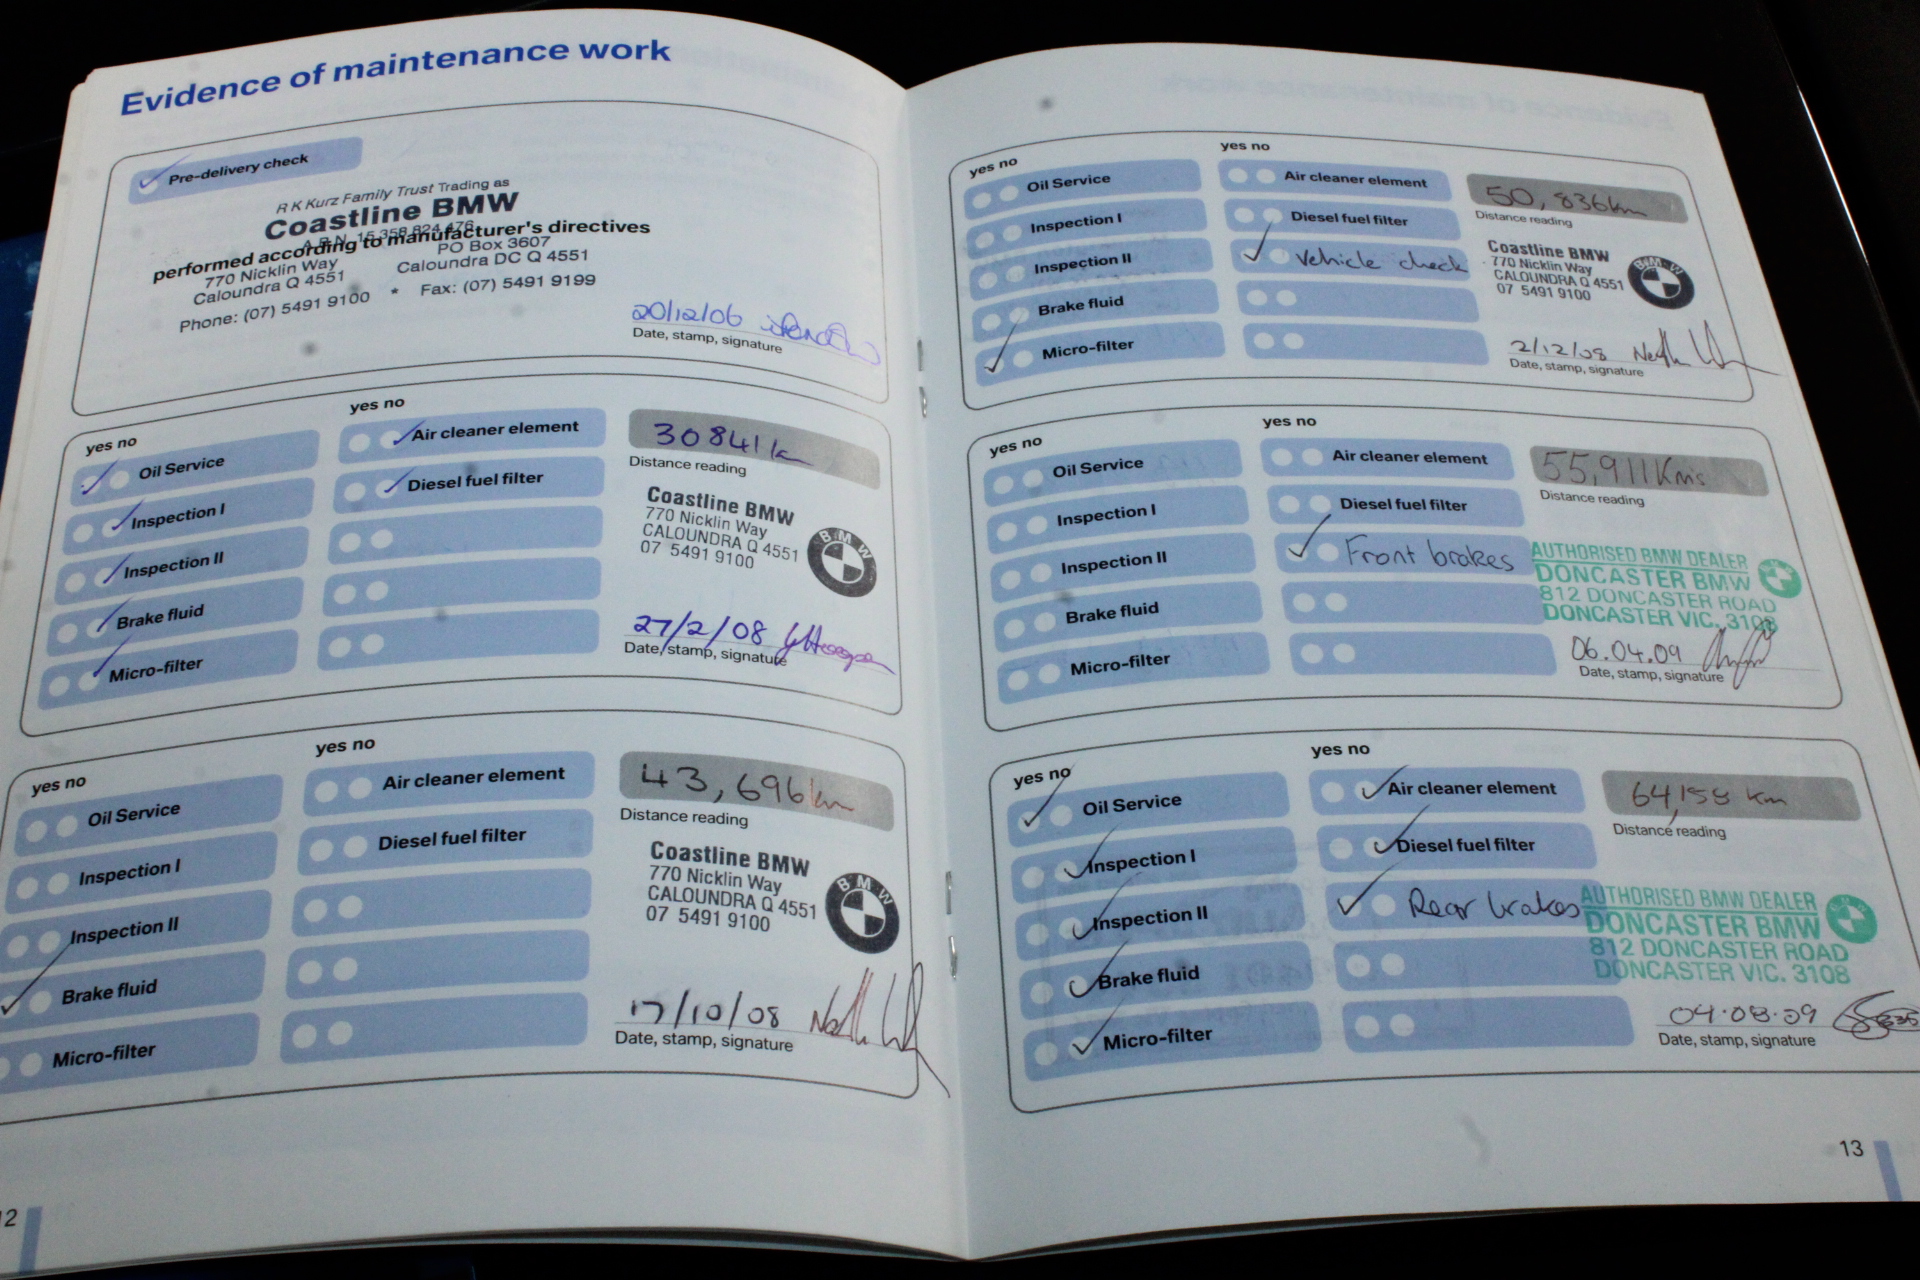 Evidence of maintenance work
Pre-delivery check
R K Kurz Family Trust Trading as
Coastline BMW
A.B.N. 15 358 824 476
performed according to manufacturer's directives
770 Nicklin Way PO Box 3607
Caloundra Q 4551 Caloundra DC Q 4551
Phone: (07) 5491 9100 * Fax: (07) 5491 9199
20/12/06
Date, stamp, signature
yes no yes no
Oil Service Air cleaner element
Inspection I Diesel fuel filter
Inspection II
Brake fluid
Micro-filter
30841km
Distance reading
Coastline BMW
770 Nicklin Way
CALOUNDRA Q 4551
07 5491 9100
BMW
27/2/08
Date, stamp, signature
yes no yes no
Oil Service Air cleaner element
Inspection I Diesel fuel filter
Inspection II
Brake fluid
Micro-filter
43,696km
Distance reading
Coastline BMW
770 Nicklin Way
CALOUNDRA Q 4551
07 5491 9100
BMW
17/10/08
Date, stamp, signature
12
yes no yes no
Oil Service Air cleaner element
Inspection I Diesel fuel filter
Inspection II Vehicle check
Brake fluid
Micro-filter
50,836km
Distance reading
Coastline BMW
770 Nicklin Way
CALOUNDRA Q 4551
07 5491 9100
BMW
2/12/08
Date, stamp, signature
yes no yes no
Oil Service Air cleaner element
Inspection I Diesel fuel filter
Inspection II Front brakes
Brake fluid
Micro-filter
55,911Kms
Distance reading
AUTHORISED BMW DEALER
DONCASTER BMW
812 DONCASTER ROAD
DONCASTER VIC. 3108
06.04.09
Date, stamp, signature
yes no yes no
Oil Service Air cleaner element
Inspection I Diesel fuel filter
Inspection II Rear brakes
Brake fluid
Micro-filter
km
Distance reading
AUTHORISED BMW DEALER
DONCASTER BMW
812 DONCASTER ROAD
DONCASTER VIC. 3108
04.08.09
Date, stamp, signature
13